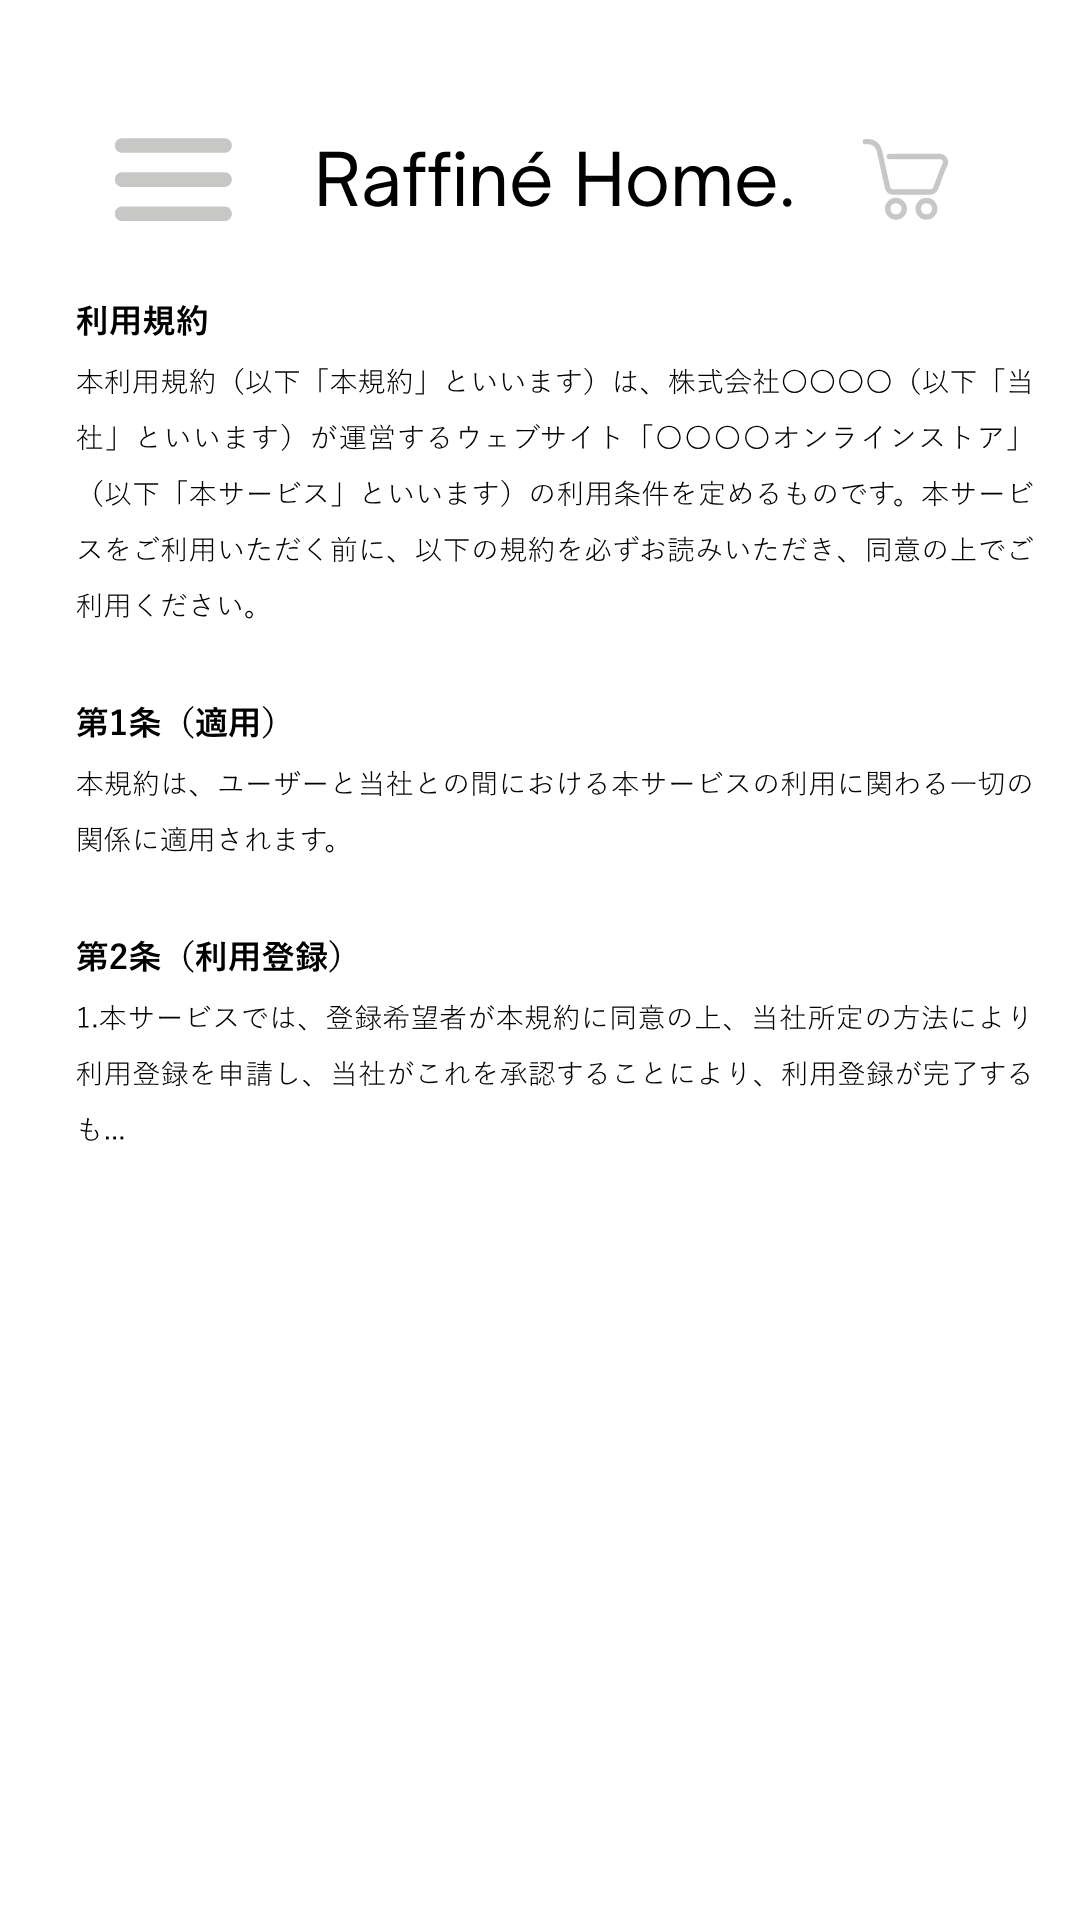 Raffiné Home.
利用規約
本利用規約（以下「本規約」といいます）は、株式会社〇〇〇〇（以下「当
社」といいます）が運営するウェブサイト「〇〇〇〇オンラインストア」
（以下「本サービス」といいます）の利用条件を定めるものです。本サービ
スをご利用いただく前に、以下の規約を必ずお読みいただき、同意の上でご
利用ください。
第1条（適用）
本規約は、ユーザーと当社との間における本サービスの利用に関わる一切の
関係に適用されます。
第2条（利用登録）
1.本サービスでは、登録希望者が本規約に同意の上、当社所定の方法により
利用登録を申請し、当社がこれを承認することにより、利用登録が完了する
も...